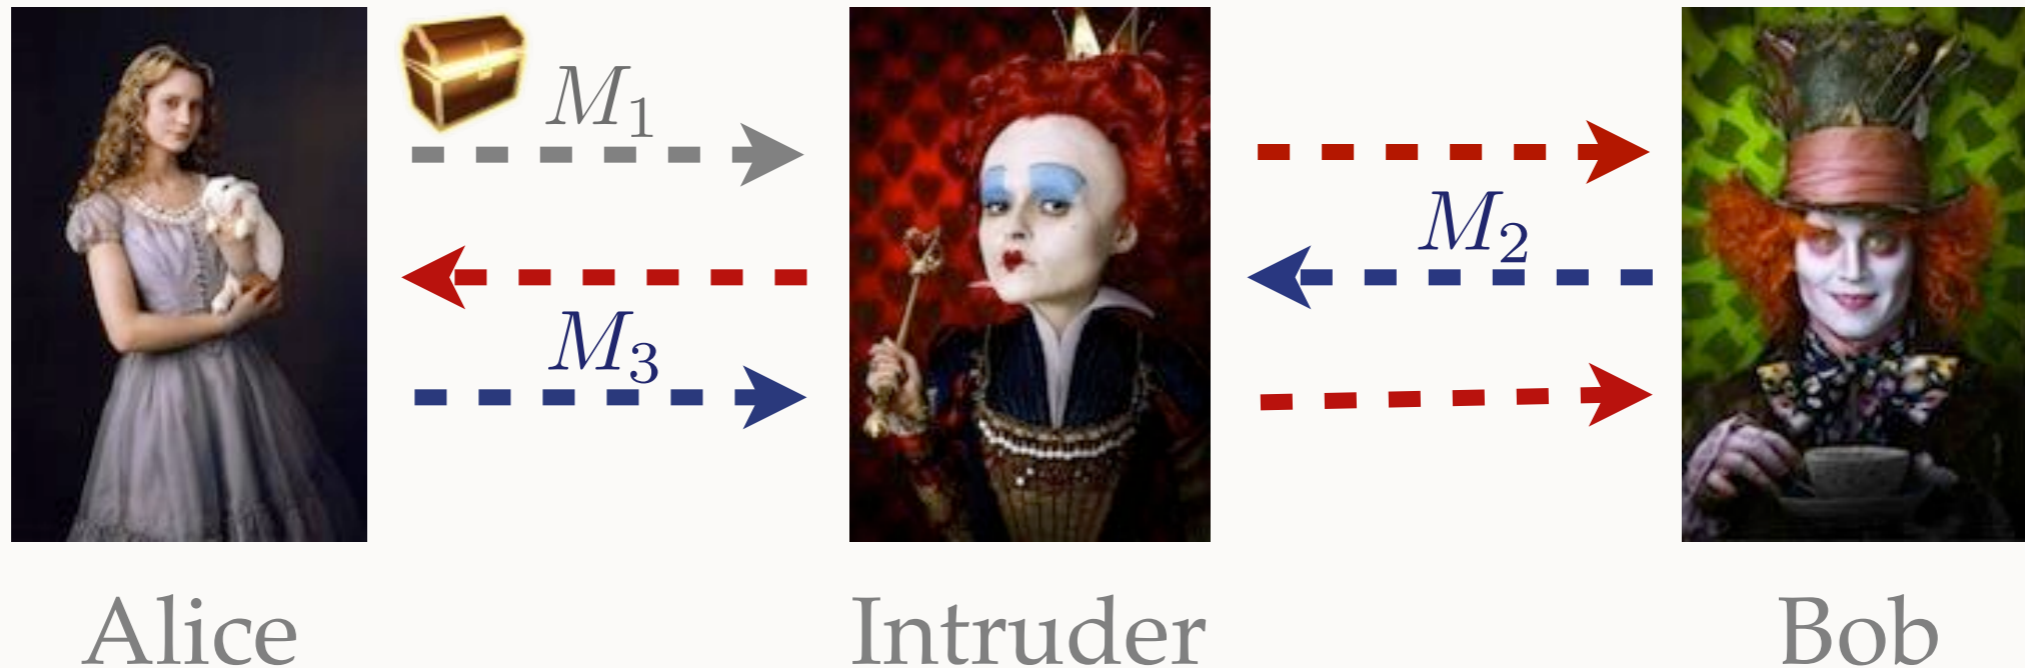 M₁
M₂
M₃
Alice
Intruder
Bob